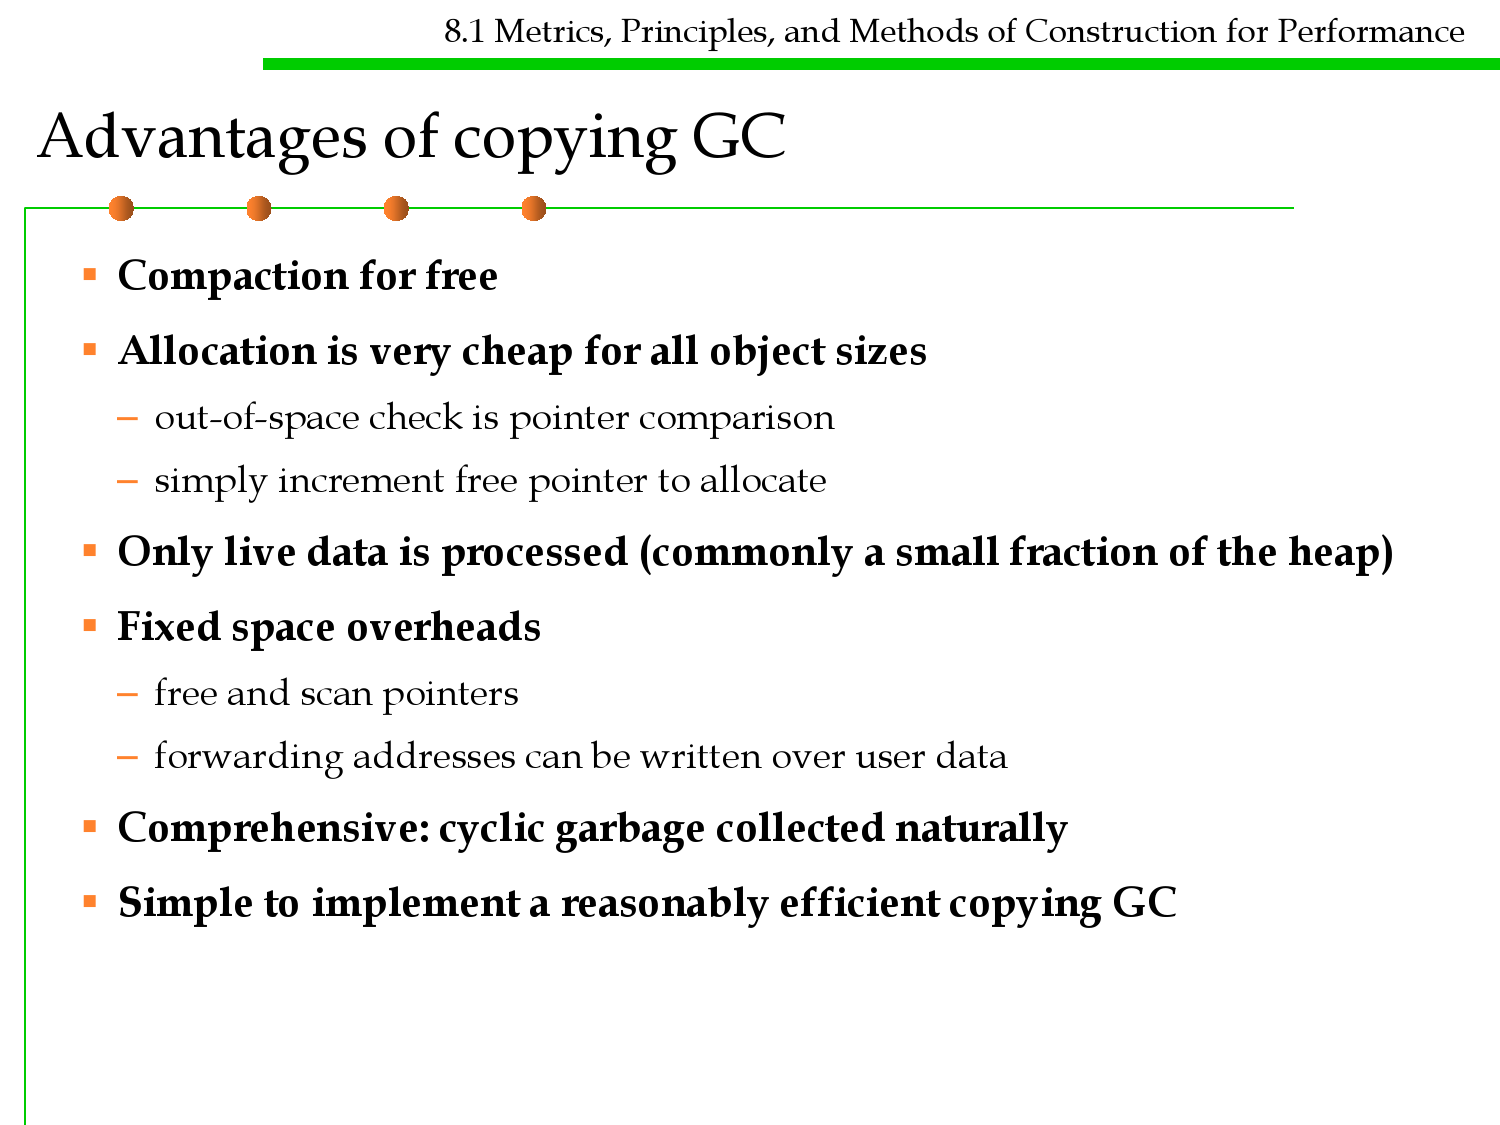 8.1 Metrics, Principles, and Methods of Construction for Performance
Advantages of copying GC
▪ Compaction for free
▪ Allocation is very cheap for all object sizes
– out-of-space check is pointer comparison
– simply increment free pointer to allocate
▪ Only live data is processed (commonly a small fraction of the heap)
▪ Fixed space overheads
– free and scan pointers
– forwarding addresses can be written over user data
▪ Comprehensive: cyclic garbage collected naturally
▪ Simple to implement a reasonably efficient copying GC